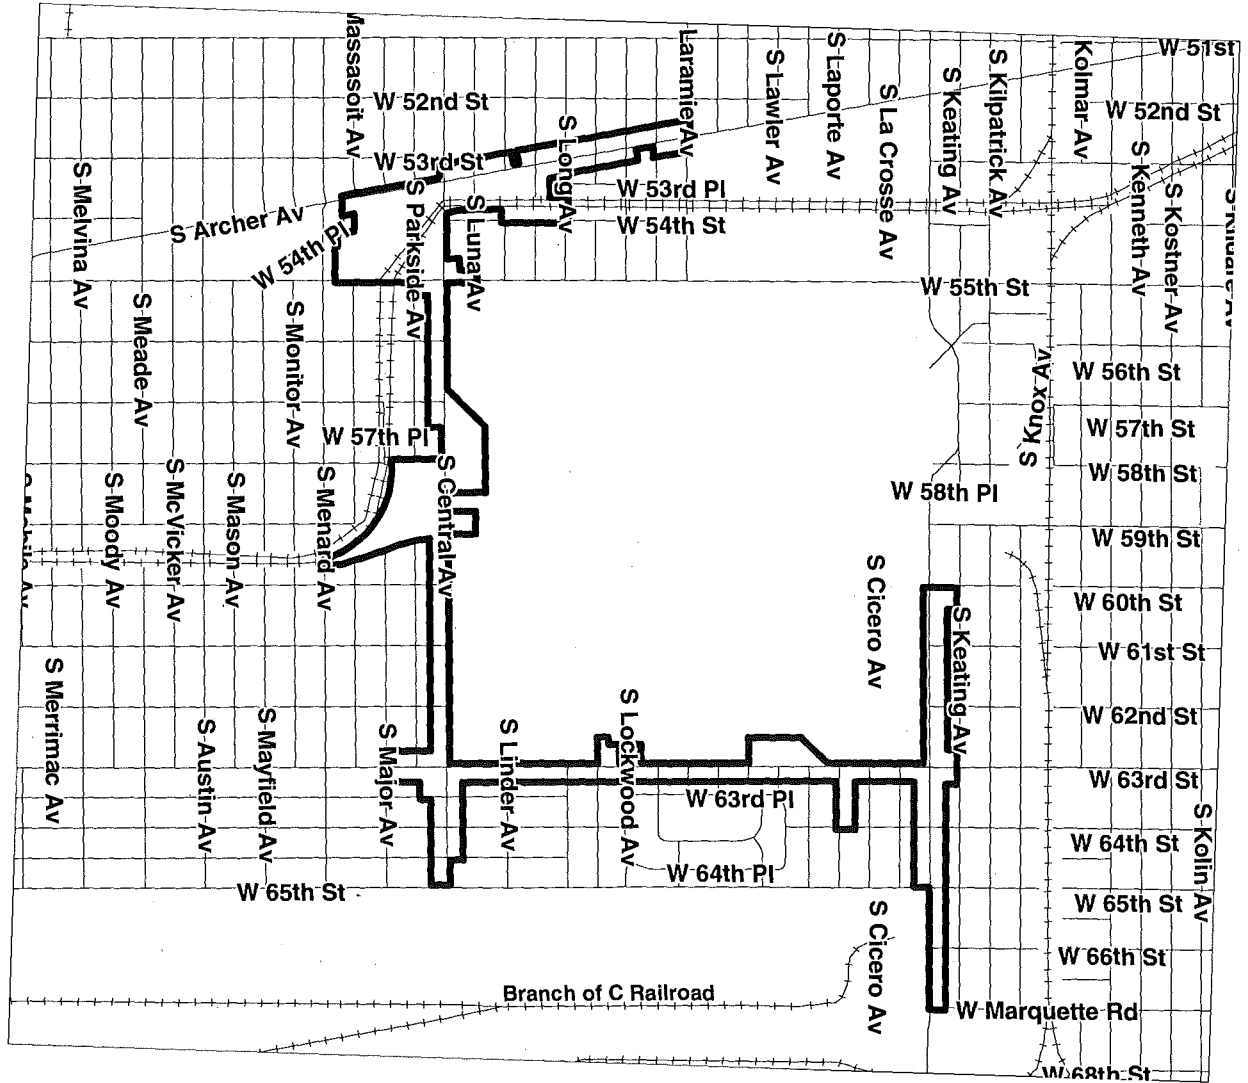 W 51st
Massasoit Av
Laramie Av
S Lawler Av
S Laporte Av
S La Crosse Av
S Keating Av
S Kilpatrick Av
Kolmar Av
W 52nd St
W 52nd St
S Long Av
W 53rd St
S Kenneth Av
S Kostner Av
S Melvina Av
S Parkside Av
S Luna Av
W 53rd Pl
S Archer Av
W 54th St
W 54th Pl
W 55th St
S Meade Av
S Monitor Av
S Knox Av
W 56th St
W 57th Pl
W 57th St
S Central Av
W 58th St
W 58th Pl
S Moody Av
S McVicker Av
S Mason Av
S Menard Av
W 59th St
S Cicero Av
W 60th St
S Keating Av
W 61st St
S Merrimac Av
S Austin Av
S Mayfield Av
S Major Av
S Linder Av
S Lockwood Av
W 62nd St
W 63rd St
W 63rd Pl
S Kolin Av
W 64th St
W 64th Pl
W 65th St
W 65th St
S Cicero Av
W 66th St
Branch of C Railroad
W Marquette Rd
W 68th St